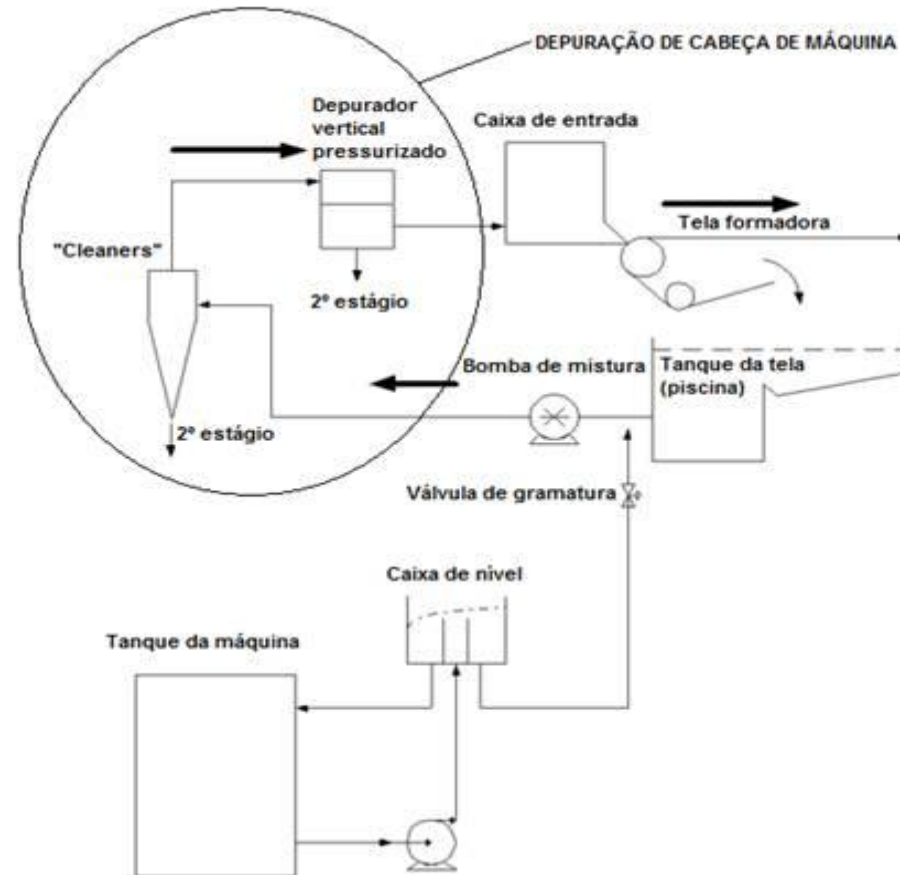 DEPURAÇÃO DE CABEÇA DE MÁQUINA
Depurador
vertical
pressurizado
Caixa de entrada
Tela formadora
"Cleaners"
2º estágio
Bomba de mistura
Tanque da tela
(piscina)
2º estágio
Válvula de gramatura
Caixa de nível
Tanque da máquina